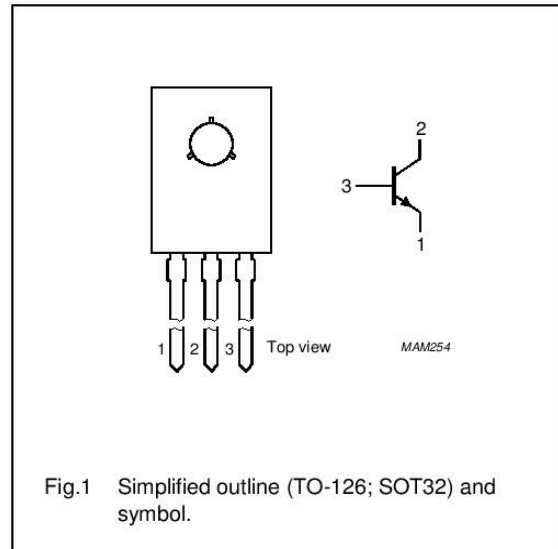 2
3
1
1 2 3 Top view MAM254
Fig.1 Simplified outline (TO-126; SOT32) and
symbol.